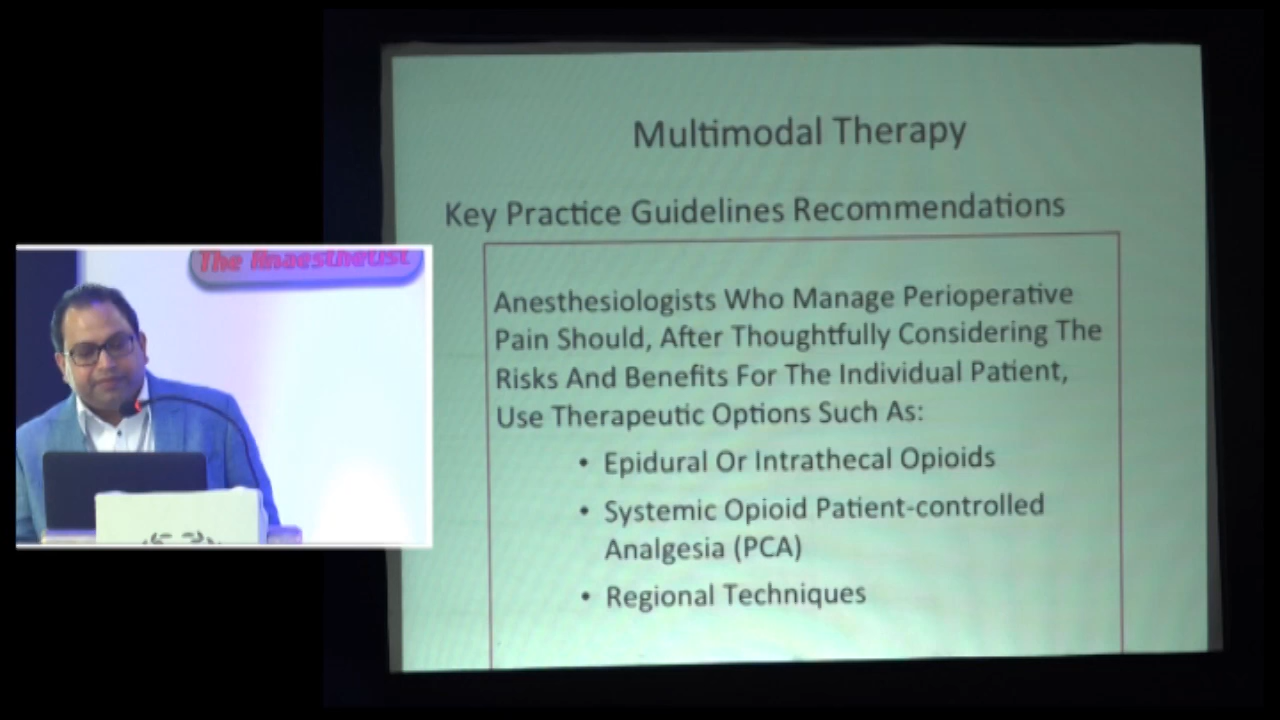 Multimodal Therapy
Key Practice Guidelines Recommendations
Anesthesiologists Who Manage Perioperative
Pain Should, After Thoughtfully Considering The
Risks And Benefits For The Individual Patient,
Use Therapeutic Options Such As:
• Epidural Or Intrathecal Opioids
• Systemic Opioid Patient-controlled
Analgesia (PCA)
• Regional Techniques
The Anaesthetist